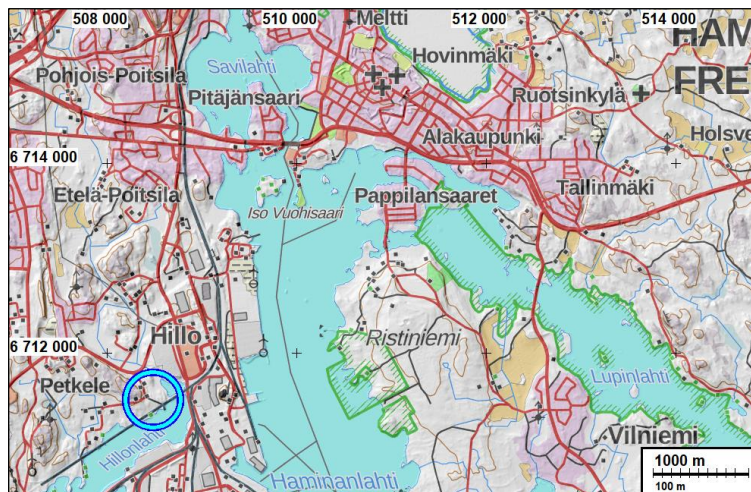 508 000
510 000
512 000
514 000
Meltti
HAM
Hovinmäki
FRE
Savilahti
Pohjois-Poitsila
Pitäjänsaari
Ruotsinkylä
Alakaupunki
Holsva
6 714 000
Etelä-Poitsila
Iso Vuohisaari
Pappilansaaret
Tallinmäki
6 712 000
Hillo
Ristiniemi
Petkele
Lupinlahti
Hillonlahti
Vilniemi
Haminanlahti
1000 m
100 m